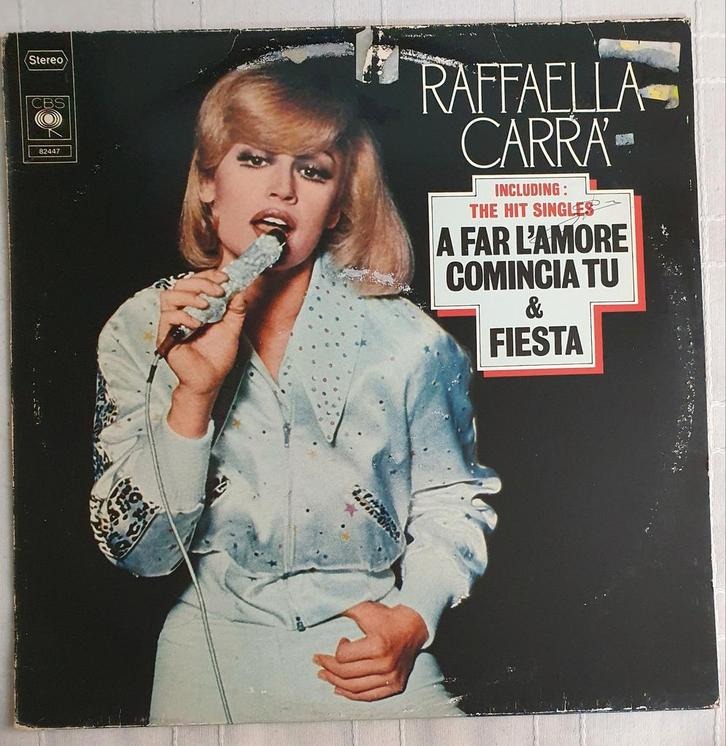 Stereo
CBS
82447
RAFFAELLA
CARRA'
INCLUDING :
THE HIT SINGLES
A FAR L'AMORE
COMINCIA TU
&
FIESTA